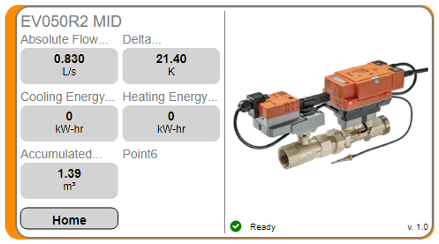 EV050R2 MID
Absolute Flow... Delta...
0.830 21.40
L/s K
Cooling Energy... Heating Energy...
0 0
kW-hr kW-hr
Accumulated... Point6
1.39
m³
Home
Ready v. 1.0